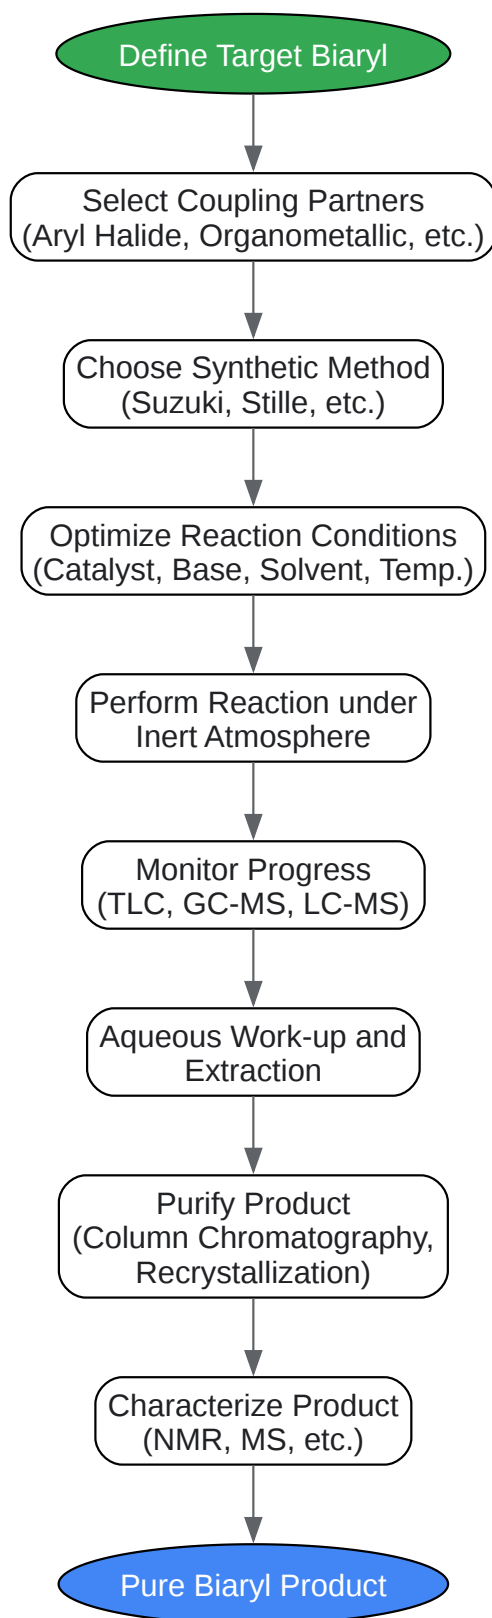 Define Target Biaryl
Select Coupling Partners
(Aryl Halide, Organometallic, etc.)
Choose Synthetic Method
(Suzuki, Stille, etc.)
Optimize Reaction Conditions
(Catalyst, Base, Solvent, Temp.)
Perform Reaction under
Inert Atmosphere
Monitor Progress
(TLC, GC-MS, LC-MS)
Aqueous Work-up and
Extraction
Purify Product
(Column Chromatography,
Recrystallization)
Characterize Product
(NMR, MS, etc.)
Pure Biaryl Product